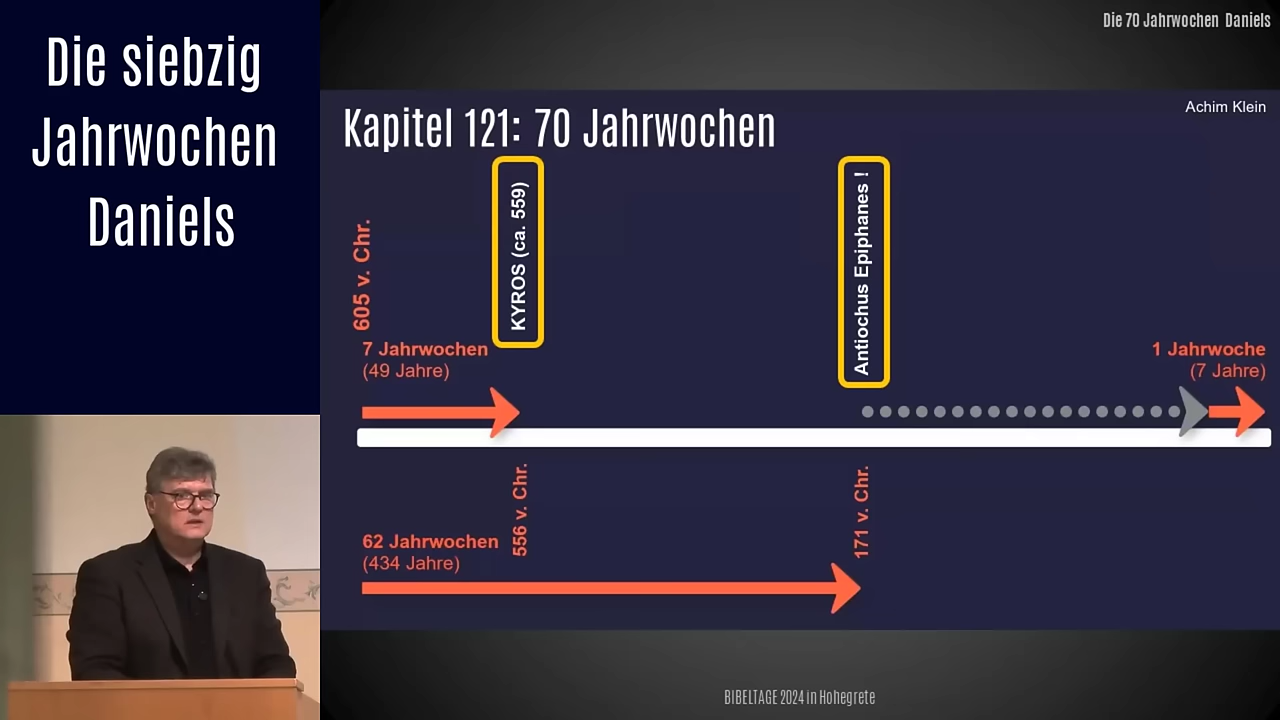 Die siebzig
Jahrwochen
Daniels
Die 70 Jahrwochen Daniels
Achim Klein
Kapitel 121: 70 Jahrwochen
605 v. Chr.
KYROS (ca. 559)
Antiochus Epiphanes !
7 Jahrwochen
(49 Jahre)
1 Jahrwoche
(7 Jahre)
556 v. Chr.
171 v. Chr.
62 Jahrwochen
(434 Jahre)
BIBELTAGE 2024 in Hohegrete